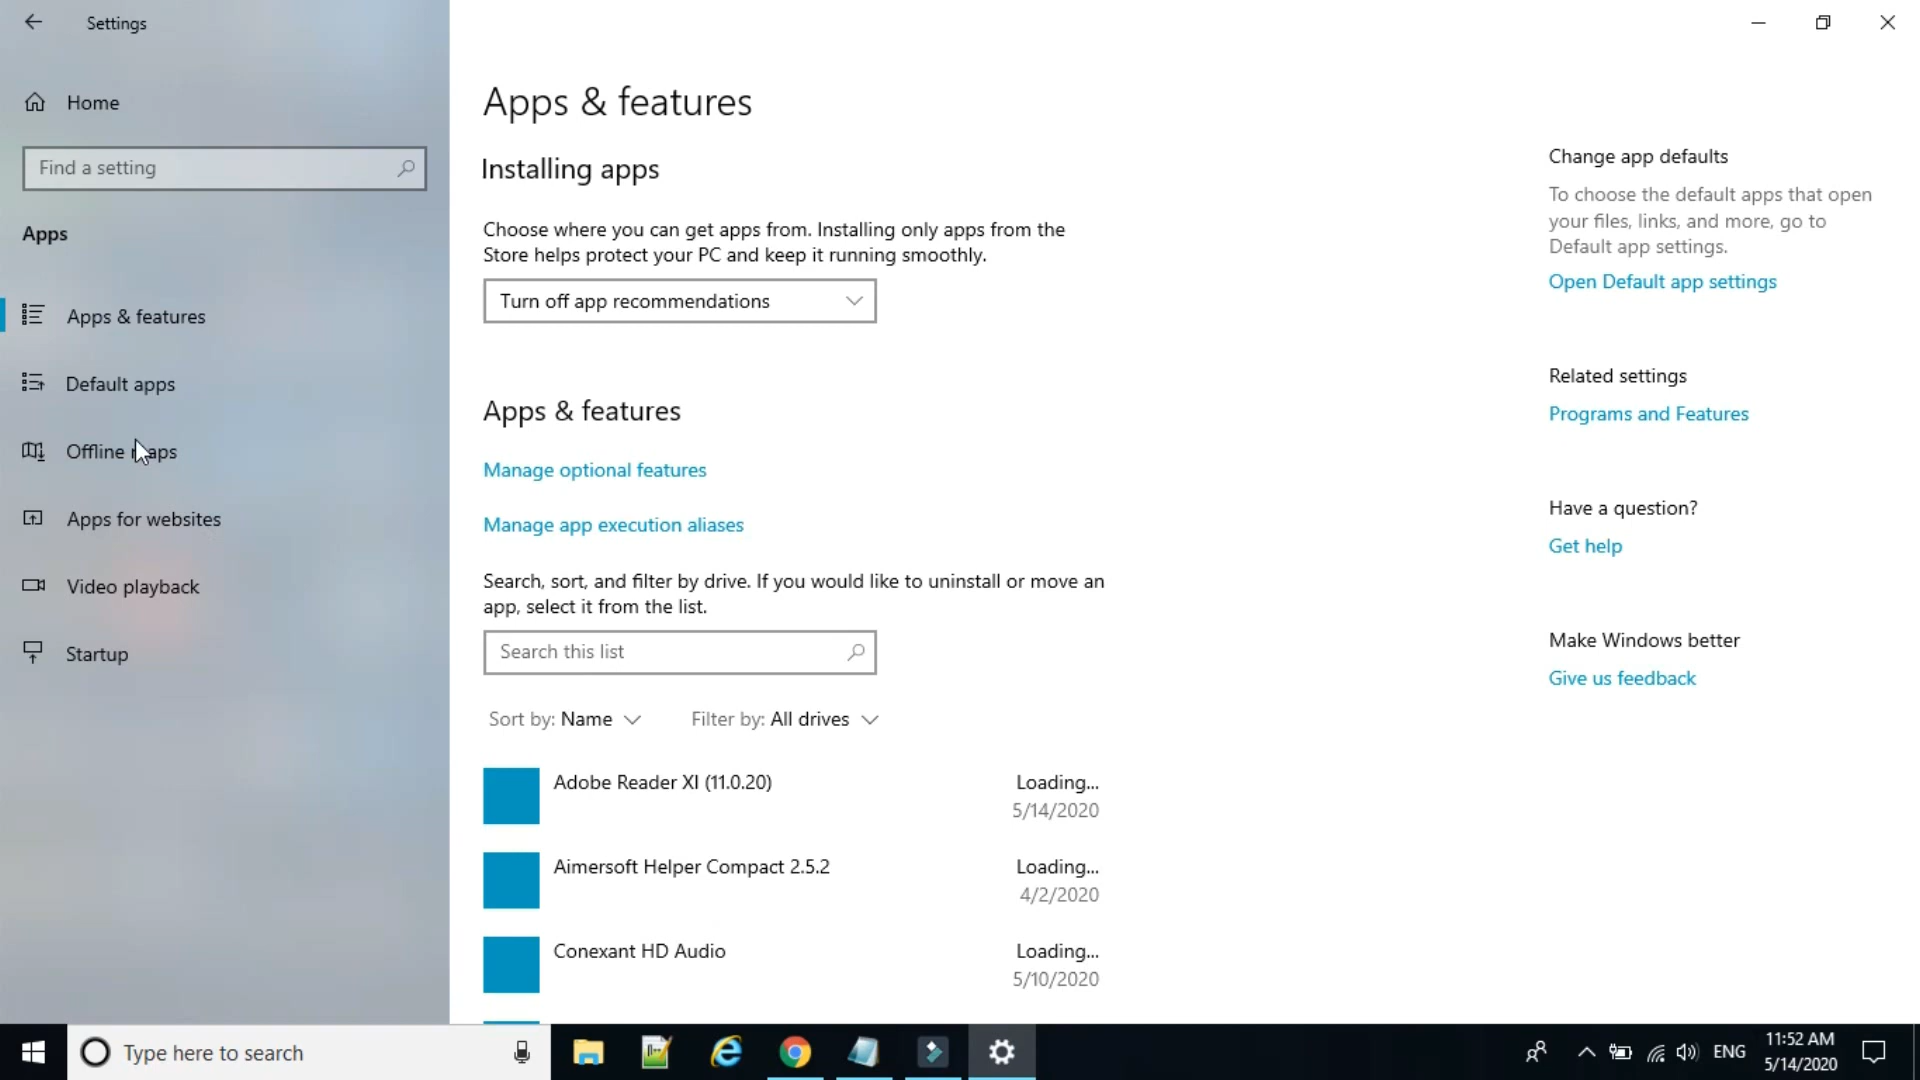 Settings
Home
Find a setting
Apps
Apps & features
Default apps
Offline maps
Apps for websites
Video playback
Startup
Apps & features
Installing apps
Choose where you can get apps from. Installing only apps from the
Store helps protect your PC and keep it running smoothly.
Turn off app recommendations
Apps & features
Manage optional features
Manage app execution aliases
Search, sort, and filter by drive. If you would like to uninstall or move an
app, select it from the list.
Search this list
Sort by: Name Filter by: All drives
Adobe Reader XI (11.0.20) Loading...
5/14/2020
Aimersoft Helper Compact 2.5.2 Loading...
4/2/2020
Conexant HD Audio Loading...
5/10/2020
Change app defaults
To choose the default apps that open
your files, links, and more, go to
Default app settings.
Open Default app settings
Related settings
Programs and Features
Have a question?
Get help
Make Windows better
Give us feedback
Type here to search
ENG
11:52 AM
5/14/2020